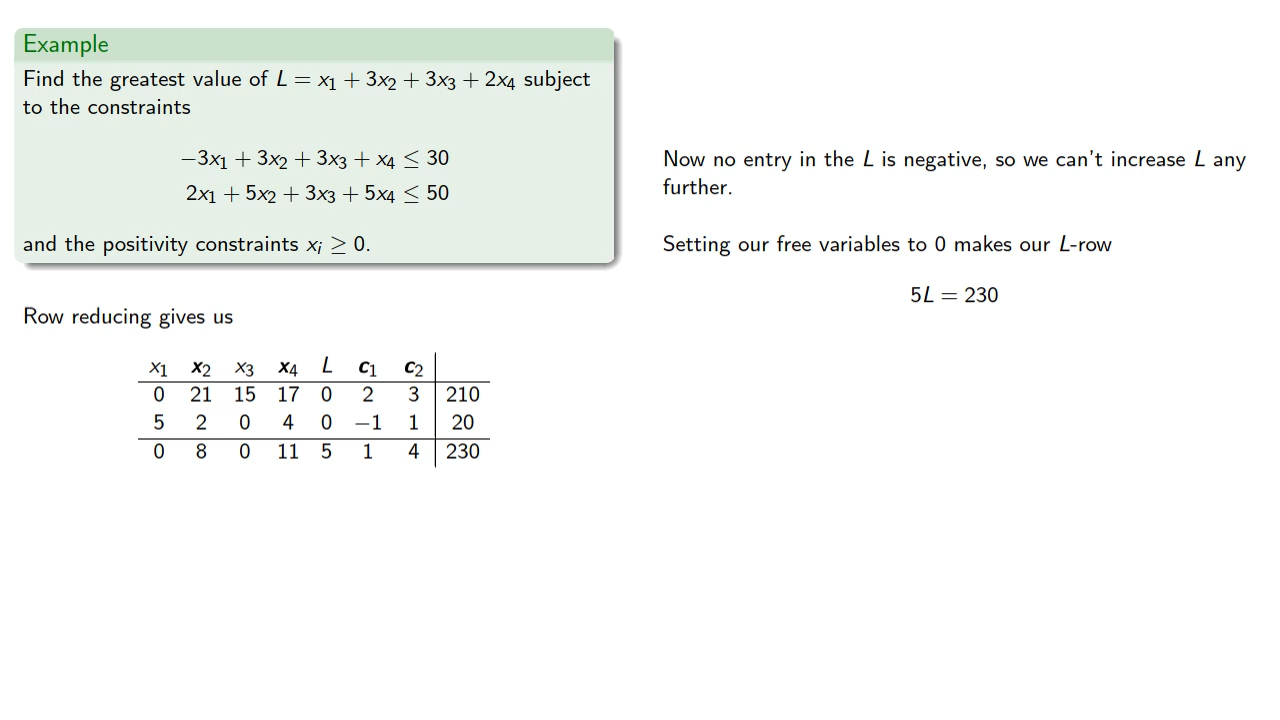 Example
Find the greatest value of L = x₁ + 3x₂ + 3x₃ + 2x₄ subject
to the constraints
−3x₁ + 3x₂ + 3x₃ + x₄ ≤ 30
2x₁ + 5x₂ + 3x₃ + 5x₄ ≤ 50
and the positivity constraints xᵢ ≥ 0.
Row reducing gives us
x₁ x₂ x₃ x₄ L c₁ c₂
0 21 15 17 0 2 3 210
5 2 0 4 0 −1 1 20
0 8 0 11 5 1 4 230
Now no entry in the L is negative, so we can't increase L any
further.
Setting our free variables to 0 makes our L-row
5L = 230